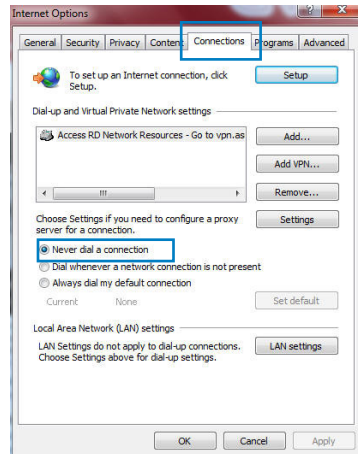 Internet Options
General Security Privacy Content Connections Programs Advanced
To set up an Internet connection, click Setup
Setup.
Dial-up and Virtual Private Network settings
Access RD Network Resources - Go to vpn.as Add...
Add VPN...
Remove...
Choose Settings if you need to configure a proxy Settings
server for a connection.
Never dial a connection
Dial whenever a network connection is not present
Always dial my default connection
Current None Set default
Local Area Network (LAN) settings
LAN Settings do not apply to dial-up connections. LAN settings
Choose Settings above for dial-up settings.
OK Cancel Apply